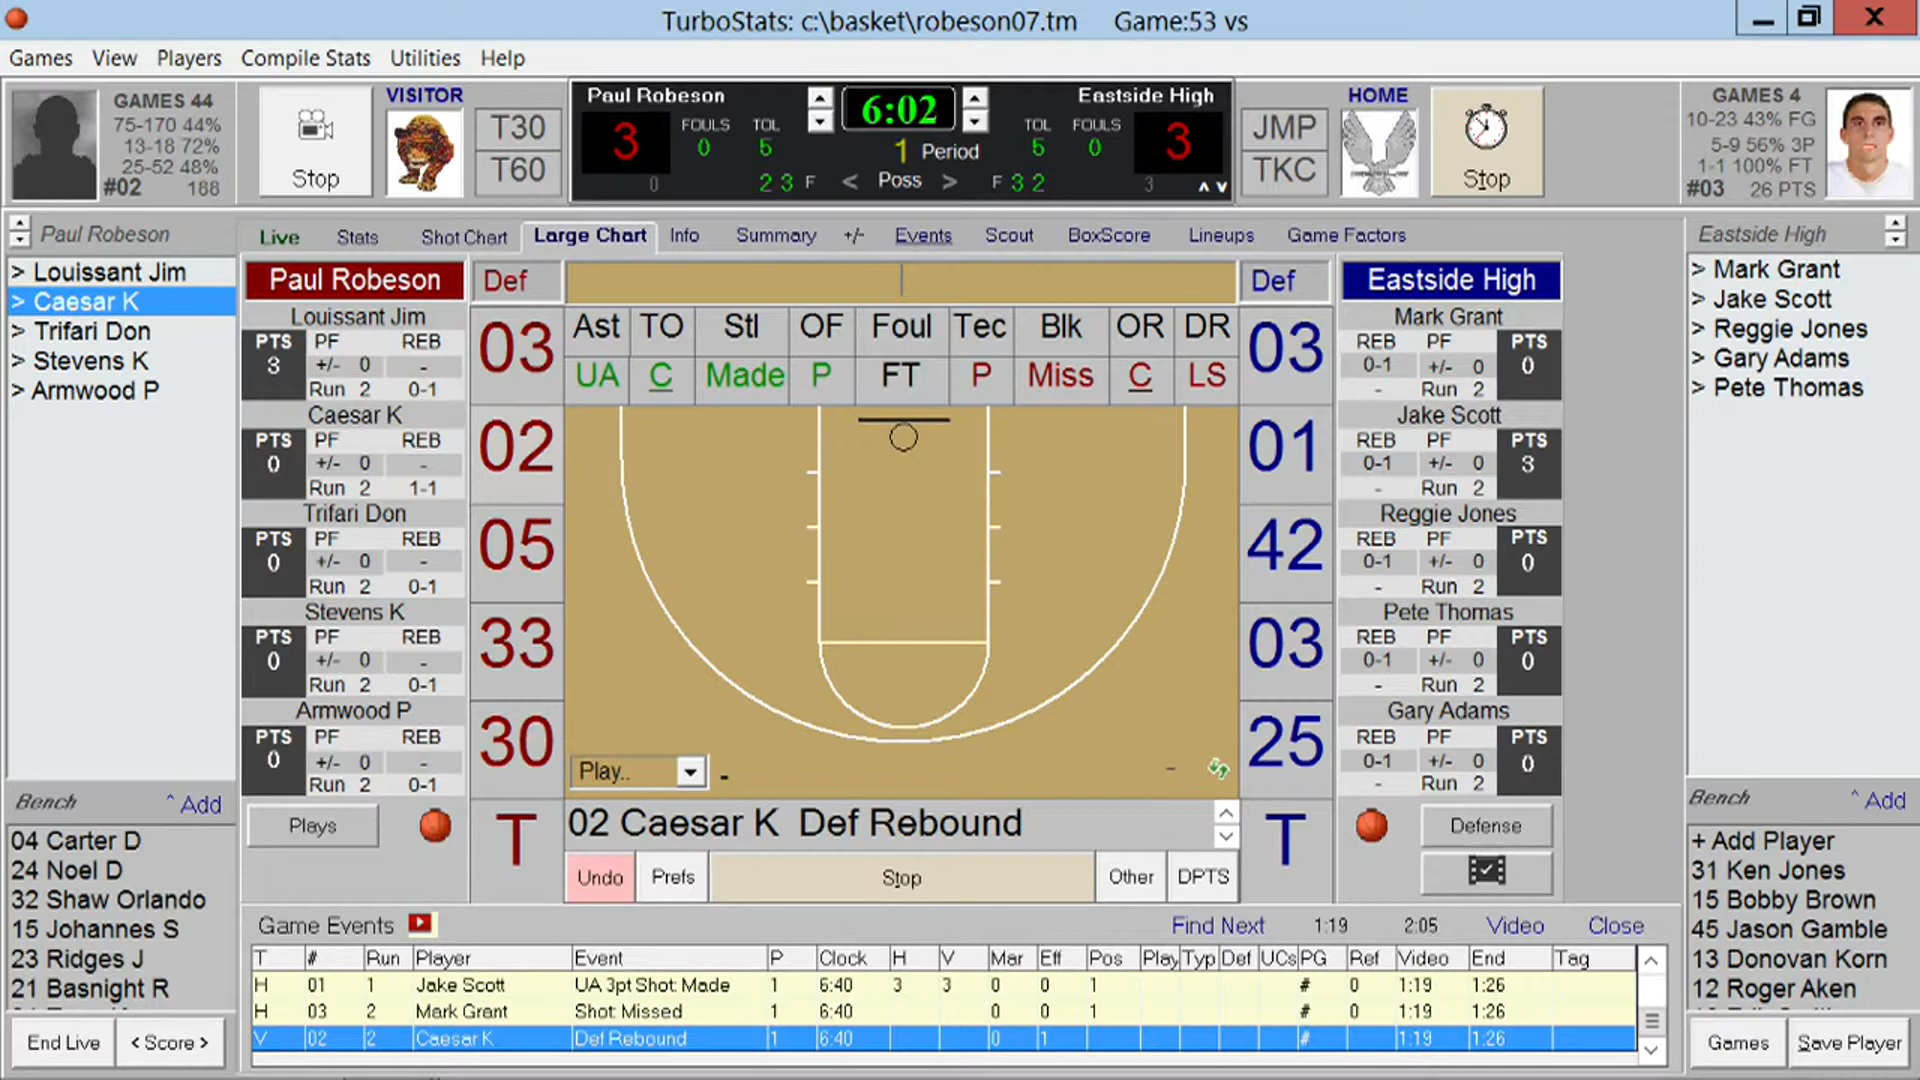 TurboStats: c:\basket\robeson07.tm Game:53 vs
Games View Players Compile Stats Utilities Help
GAMES 44
75-170 44%
13-18 72%
25-52 48%
#02 188
Stop
VISITOR
T30
T60
Paul Robeson 6:02 Eastside High
3 FOULS 0 TOL 5 1 Period TOL 5 FOULS 0 3
0 2 3 F < Poss > F 3 2 3
JMP
TKC
HOME
Stop
GAMES 4
10-23 43% FG
5-9 56% 3P
1-1 100% FT
#03 26 PTS
Paul Robeson
> Louissant Jim
> Caesar K
> Trifari Don
> Stevens K
> Armwood P
Bench ^ Add
04 Carter D
24 Noel D
32 Shaw Orlando
15 Johannes S
23 Ridges J
21 Basnight R
End Live < Score >
Live Stats Shot Chart Large Chart Info Summary +/- Events Scout BoxScore Lineups Game Factors
Paul Robeson
Louissant Jim
PTS PF REB
3 +/- 0 -
Run 2 0-1
Caesar K
PTS PF REB
0 +/- 0 -
Run 2 1-1
Trifari Don
PTS PF REB
0 +/- 0 -
Run 2 0-1
Stevens K
PTS PF REB
0 +/- 0 -
Run 2 0-1
Armwood P
PTS PF REB
0 +/- 0 -
Run 2 0-1
Plays
Def
03
02
05
33
30
T
Ast TO Stl OF Foul Tec Blk OR DR
UA C Made P FT P Miss C LS
Play.. - -
02 Caesar K Def Rebound
Undo Prefs Stop Other DPTS
Def
03
01
42
03
25
T
Eastside High
Mark Grant
REB PF PTS
0-1 +/- 0 0
- Run 2
Jake Scott
REB PF PTS
0-1 +/- 0 3
- Run 2
Reggie Jones
REB PF PTS
0-1 +/- 0 0
- Run 2
Pete Thomas
REB PF PTS
0-1 +/- 0 0
- Run 2
Gary Adams
REB PF PTS
0-1 +/- 0 0
- Run 2
Defense
Eastside High
> Mark Grant
> Jake Scott
> Reggie Jones
> Gary Adams
> Pete Thomas
Bench ^ Add
+ Add Player
31 Ken Jones
15 Bobby Brown
45 Jason Gamble
13 Donovan Korn
12 Roger Aken
Games Save Player
Game Events Find Next 1:19 2:05 Video Close
T # Run Player Event P Clock H V Mar Eff Pos Play Typ Def UCs PG Ref Video End Tag
H 01 1 Jake Scott UA 3pt Shot: Made 1 6:40 3 3 0 0 1 # 0 1:19 1:26
H 03 2 Mark Grant Shot: Missed 1 6:40 0 0 1 # 0 1:19 1:26
V 02 2 Caesar K Def Rebound 1 6:40 0 1 # 1:19 1:26